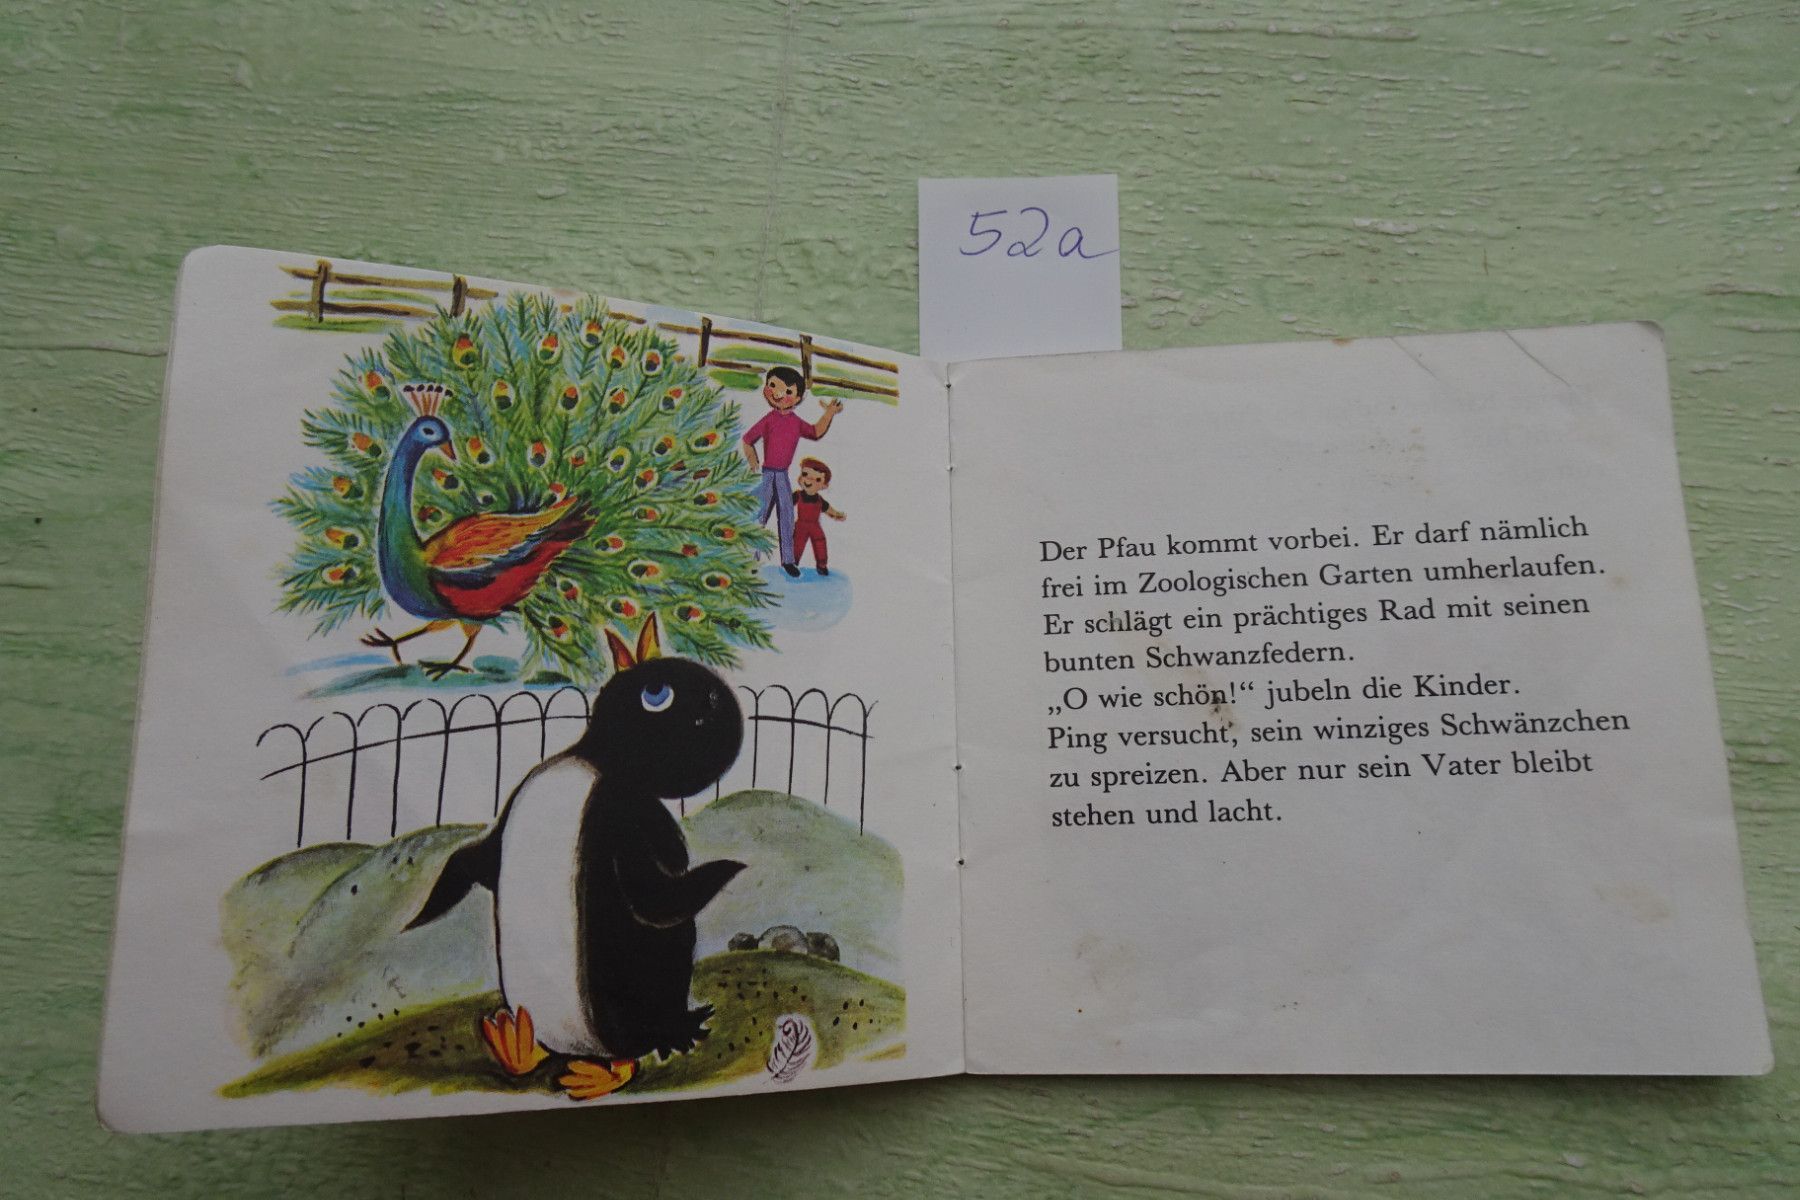 52a
Der Pfau kommt vorbei. Er darf nämlich
frei im Zoologischen Garten umherlaufen.
Er schlägt ein prächtiges Rad mit seinen
bunten Schwanzfedern.
„O wie schön!“ jubeln die Kinder.
Ping versucht, sein winziges Schwänzchen
zu spreizen. Aber nur sein Vater bleibt
stehen und lacht.